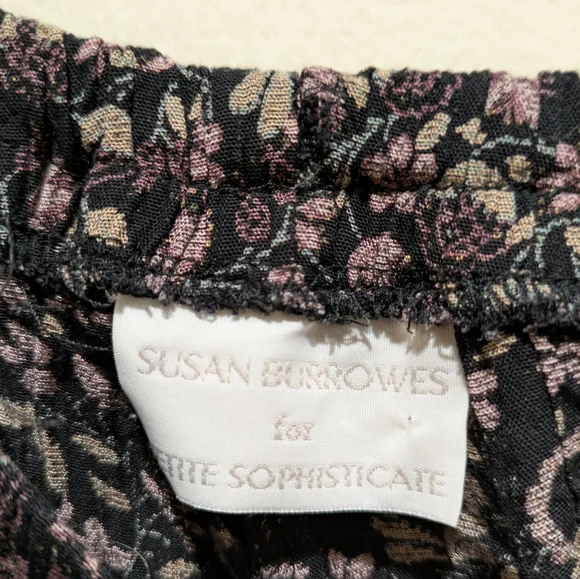 SUSAN BURROWES
for
ETITE SOPHISTICATE